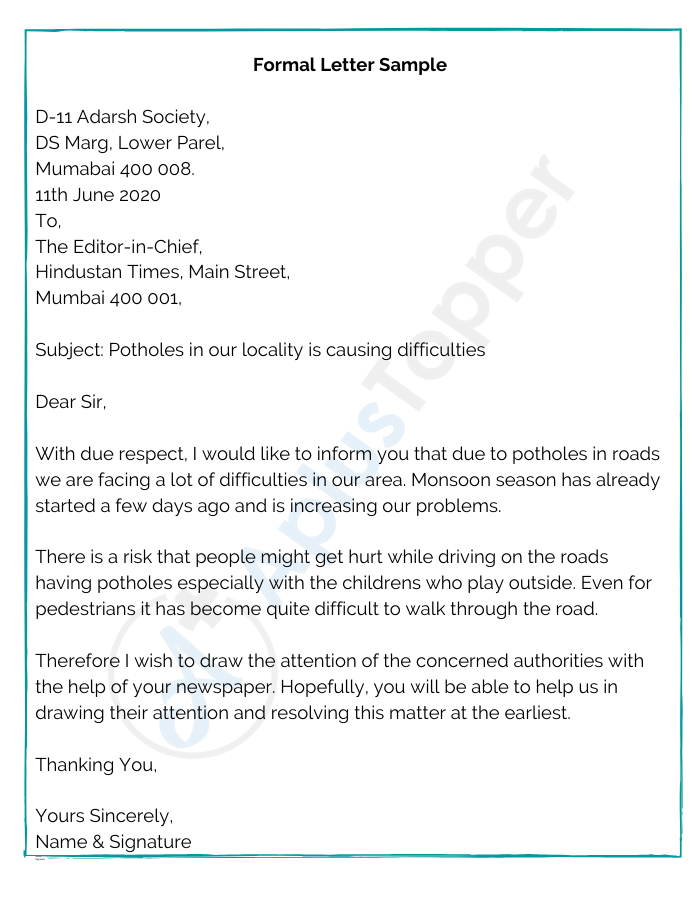 Formal Letter Sample
D-11 Adarsh Society,
DS Marg, Lower Parel,
Mumabai 400 008.
11th June 2020
To,
The Editor-in-Chief,
Hindustan Times, Main Street,
Mumbai 400 001,
Subject: Potholes in our locality is causing difficulties
Dear Sir,
With due respect, I would like to inform you that due to potholes in roads
we are facing a lot of difficulties in our area. Monsoon season has already
started a few days ago and is increasing our problems.
There is a risk that people might get hurt while driving on the roads
having potholes especially with the childrens who play outside. Even for
pedestrians it has become quite difficult to walk through the road.
Therefore I wish to draw the attention of the concerned authorities with
the help of your newspaper. Hopefully, you will be able to help us in
drawing their attention and resolving this matter at the earliest.
Thanking You,
Yours Sincerely,
Name & Signature
AplusTopper